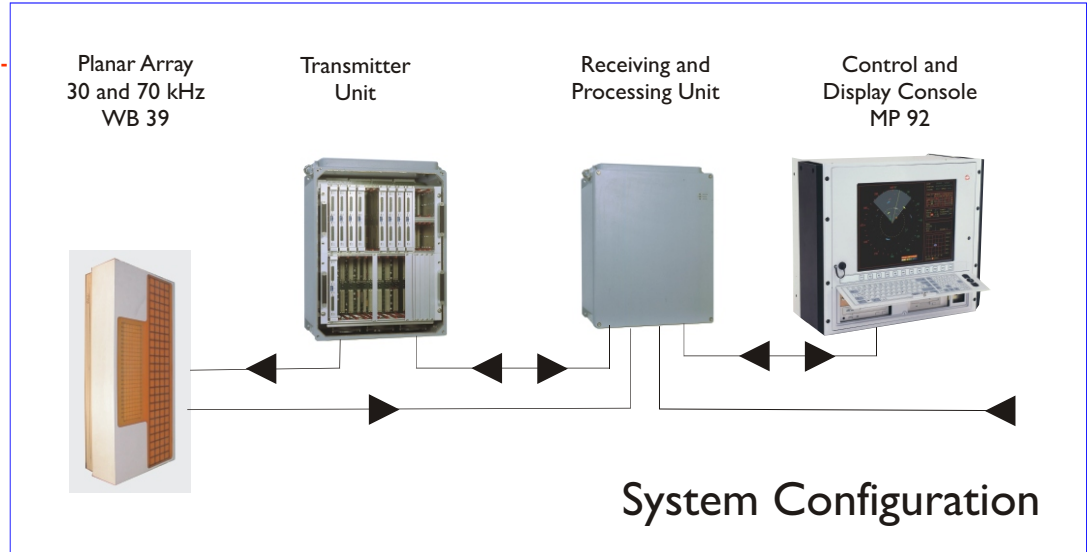 Planar Array
30 and 70 kHz
WB 39
Transmitter
Unit
Receiving and
Processing Unit
Control and
Display Console
MP 92
System Configuration